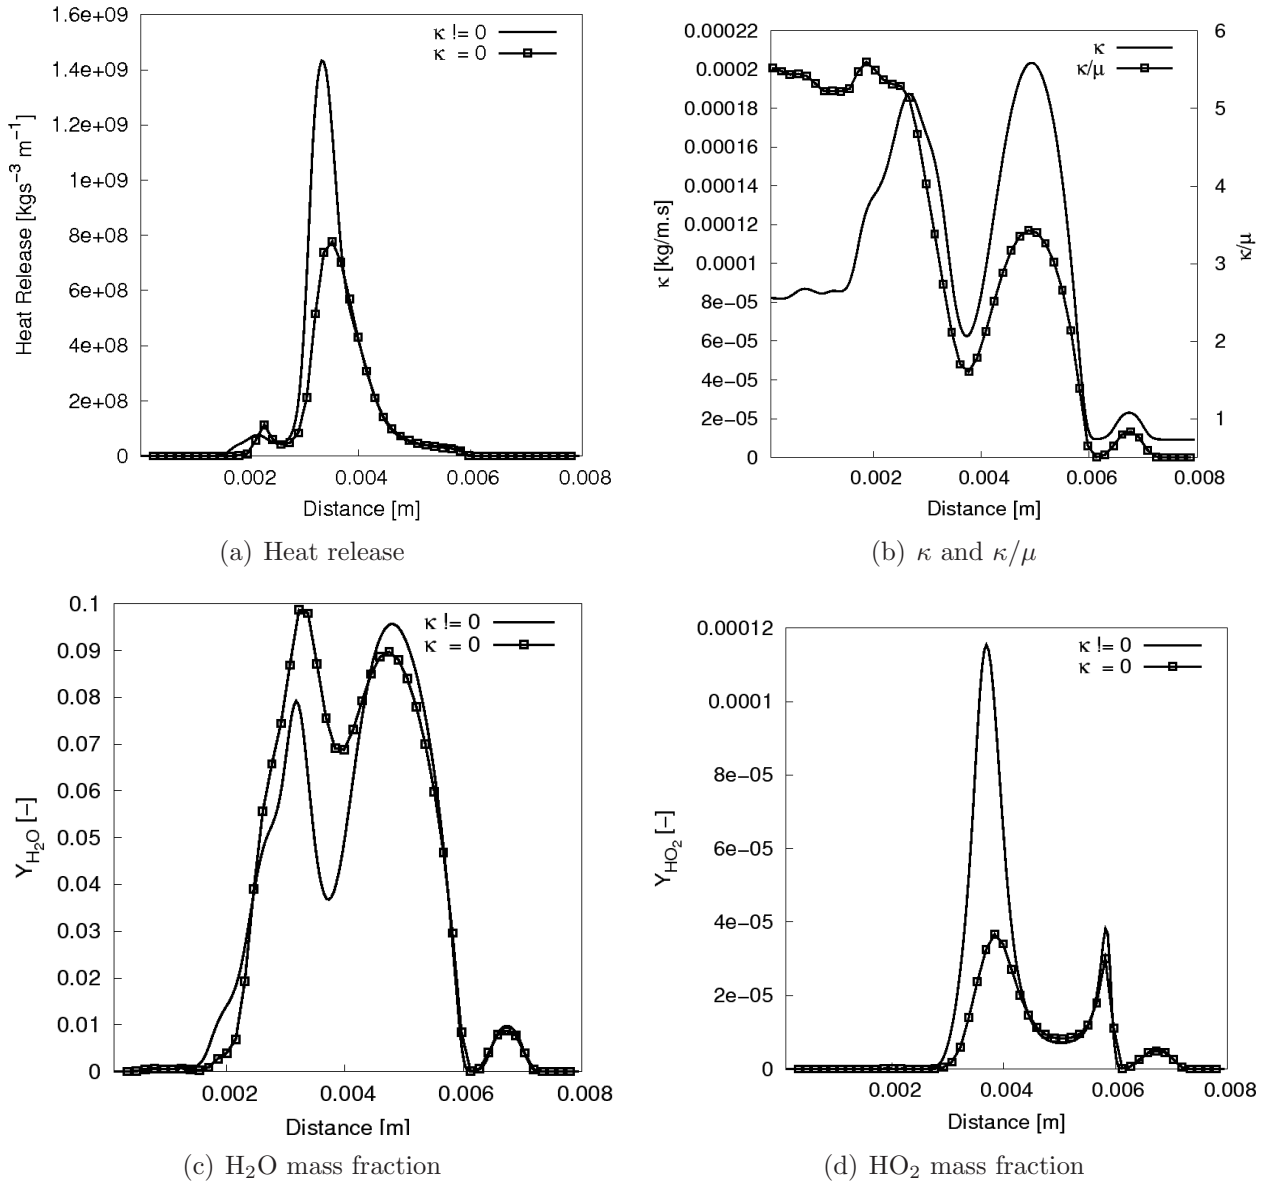 1.6e+09
1.4e+09
1.2e+09
1e+09
8e+08
6e+08
4e+08
2e+08
0
Heat Release [kgs⁻³ m⁻¹]
κ != 0
κ = 0
0.002 0.004 0.006 0.008
Distance [m]
(a) Heat release
0.00022
0.0002
0.00018
0.00016
0.00014
0.00012
0.0001
8e−05
6e−05
4e−05
2e−05
0
κ [kg/m.s]
κ
κ/μ
6
5
4
3
2
1
κ/μ
0.002 0.004 0.006 0.008
Distance [m]
(b) κ and κ/μ
0.1
0.09
0.08
0.07
0.06
0.05
0.04
0.03
0.02
0.01
0
Y_H₂O [−]
κ != 0
κ = 0
0.002 0.004 0.006 0.008
Distance [m]
(c) H₂O mass fraction
0.00012
0.0001
8e−05
6e−05
4e−05
2e−05
0
Y_HO₂ [−]
κ != 0
κ = 0
0.002 0.004 0.006 0.008
Distance [m]
(d) HO₂ mass fraction